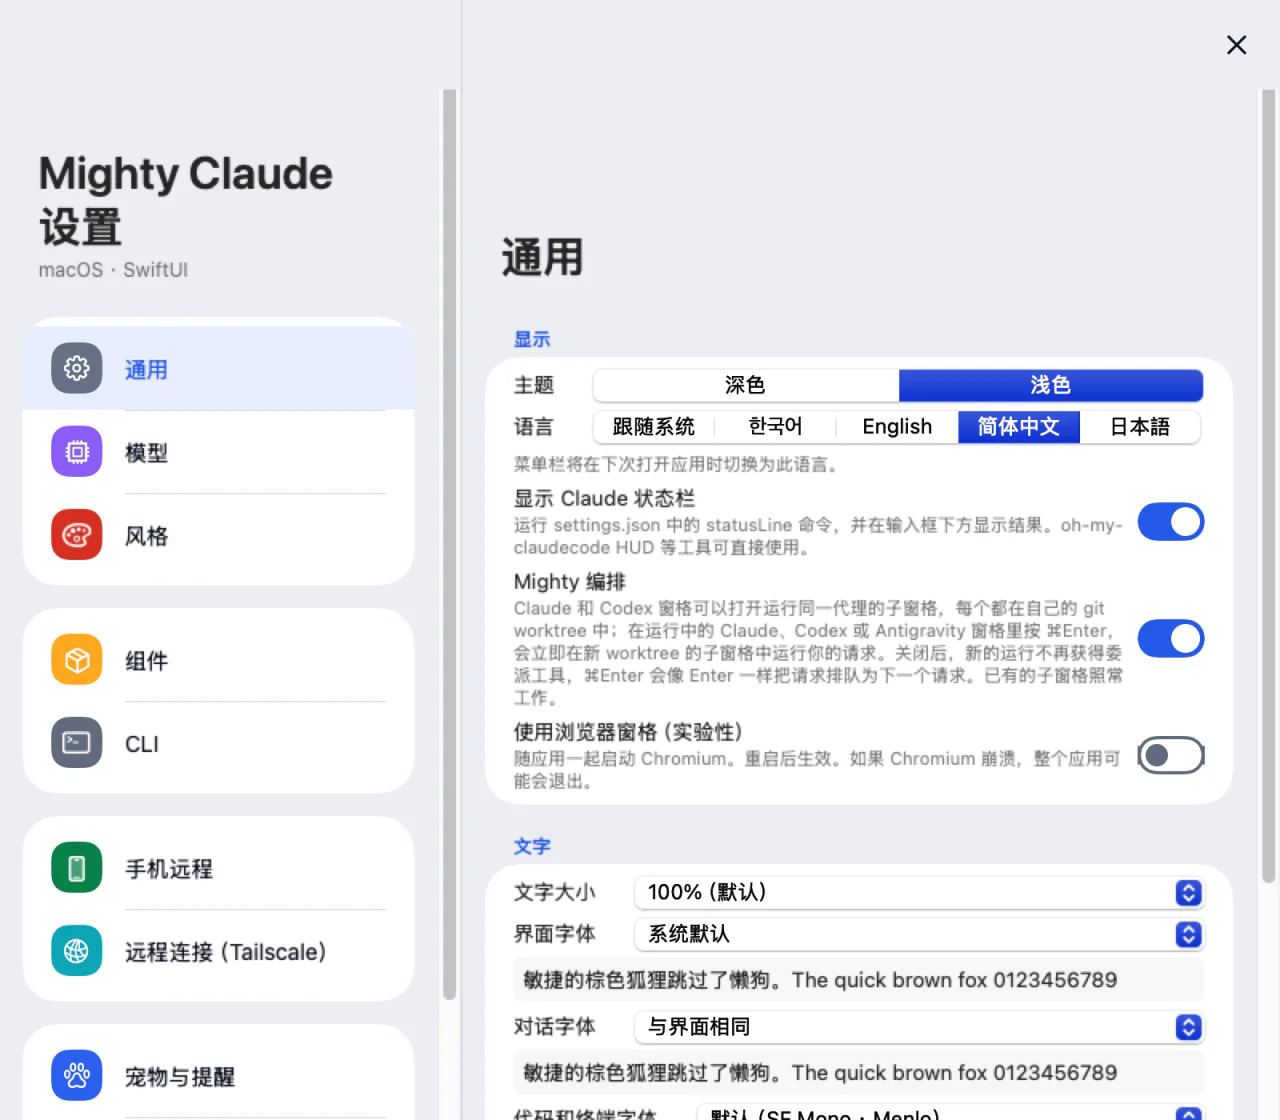 Mighty Claude
设置
macOS · SwiftUI
通用
模型
风格
组件
CLI
手机远程
远程连接 (Tailscale)
宠物与提醒
通用
显示
主题 深色 浅色
语言 跟随系统 한국어 English 简体中文 日本語
菜单栏将在下次打开应用时切换为此语言。
显示 Claude 状态栏
运行 settings.json 中的 statusLine 命令，并在输入框下方显示结果。oh-my-
claudecode HUD 等工具可直接使用。
Mighty 编排
Claude 和 Codex 窗格可以打开运行同一代理的子窗格，每个都在自己的 git
worktree 中；在运行中的 Claude、Codex 或 Antigravity 窗格里按 ⌘Enter，
会立即在新 worktree 的子窗格中运行你的请求。关闭后，新的运行不再获得委
派工具，⌘Enter 会像 Enter 一样把请求排队为下一个请求。已有的子窗格照常
工作。
使用浏览器窗格 (实验性)
随应用一起启动 Chromium。重启后生效。如果 Chromium 崩溃，整个应用可
能会退出。
文字
文字大小 100% (默认)
界面字体 系统默认
敏捷的棕色狐狸跳过了懒狗。The quick brown fox 0123456789
对话字体 与界面相同
敏捷的棕色狐狸跳过了懒狗。The quick brown fox 0123456789
代码和终端字体 默认 (SF Mono · Menlo)